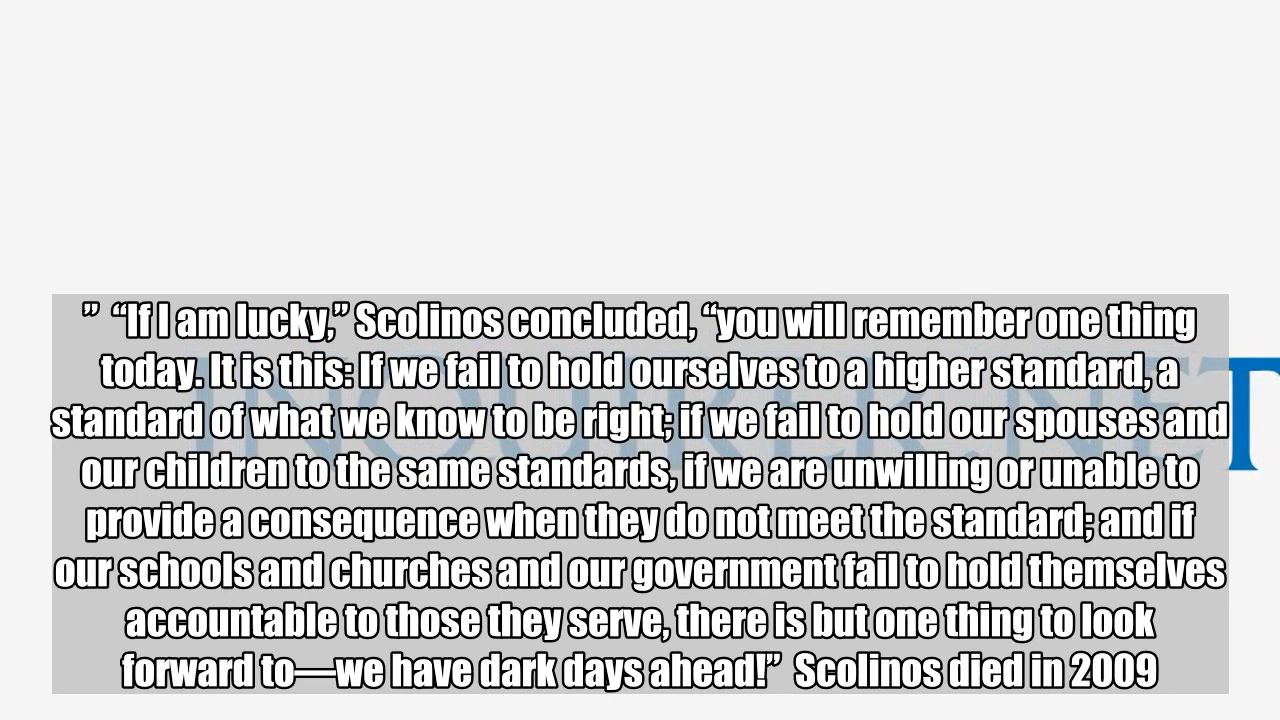 ” “If I am lucky,” Scolinos concluded, “you will remember one thing
today. It is this: If we fail to hold ourselves to a higher standard, a
standard of what we know to be right; if we fail to hold our spouses and
our children to the same standards, if we are unwilling or unable to
provide a consequence when they do not meet the standard; and if
our schools and churches and our government fail to hold themselves
accountable to those they serve, there is but one thing to look
forward to—we have dark days ahead!” Scolinos died in 2009
INQUIRER.NET